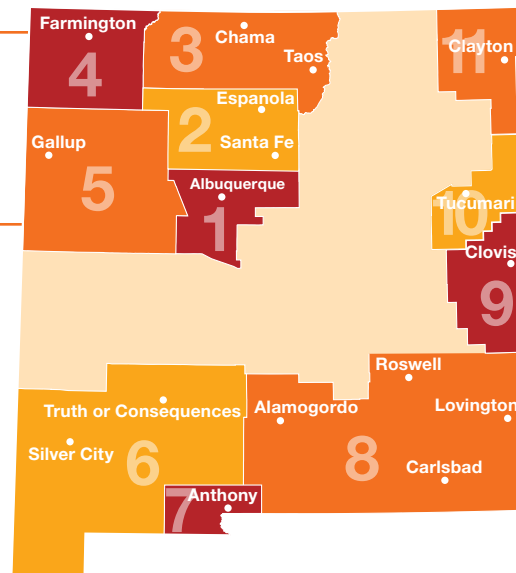 Farmington
4
3
Chama
Taos
11
Clayton
Espanola
2
Santa Fe
Gallup
5
Albuquerque
1
10
Tucumari
Clovis
9
Roswell
Truth or Consequences
Alamogordo
Lovington
Silver City
6
8
Carlsbad
7
Anthony